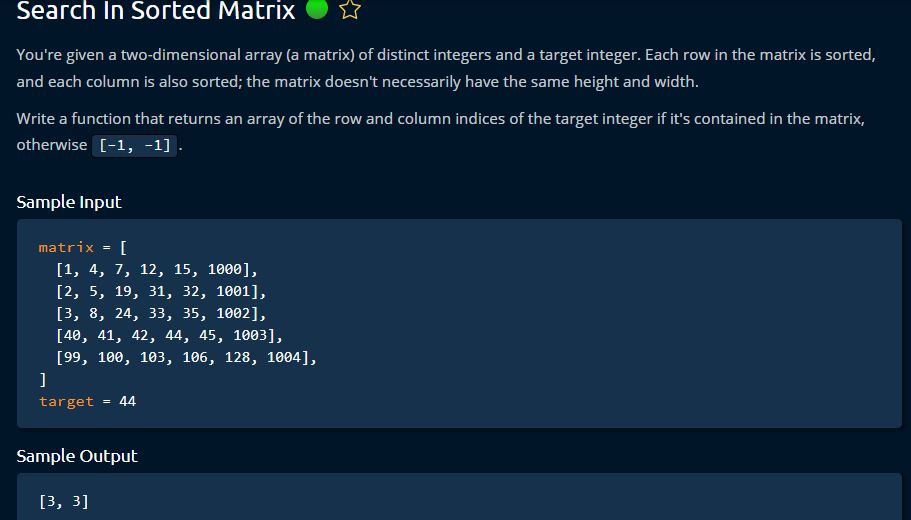 Search In Sorted Matrix
You're given a two-dimensional array (a matrix) of distinct integers and a target integer. Each row in the matrix is sorted,
and each column is also sorted; the matrix doesn't necessarily have the same height and width.
Write a function that returns an array of the row and column indices of the target integer if it's contained in the matrix,
otherwise [-1, -1] .
Sample Input
matrix = [
  [1, 4, 7, 12, 15, 1000],
  [2, 5, 19, 31, 32, 1001],
  [3, 8, 24, 33, 35, 1002],
  [40, 41, 42, 44, 45, 1003],
  [99, 100, 103, 106, 128, 1004],
]
target = 44
Sample Output
[3, 3]